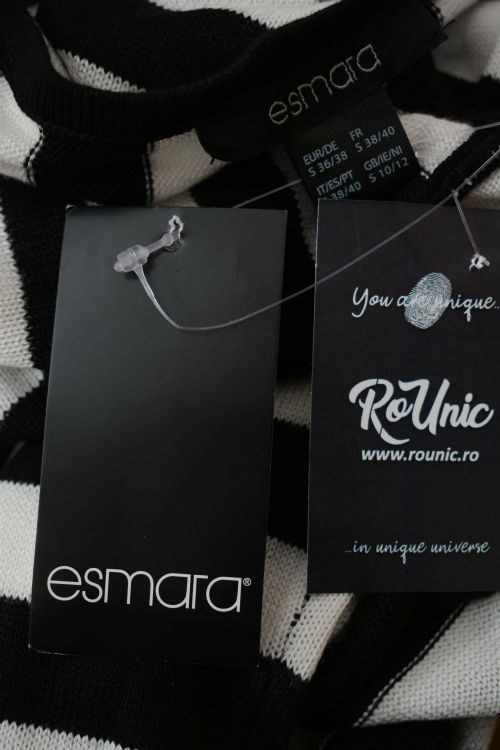 esmara
EUR/DE FR
S 36/38 S 38/40
IT/ES/PT GB/IE/NI
38/40 S 10/12
You are unique...
RoUnic
www.rounic.ro
...in unique universe
esmara®